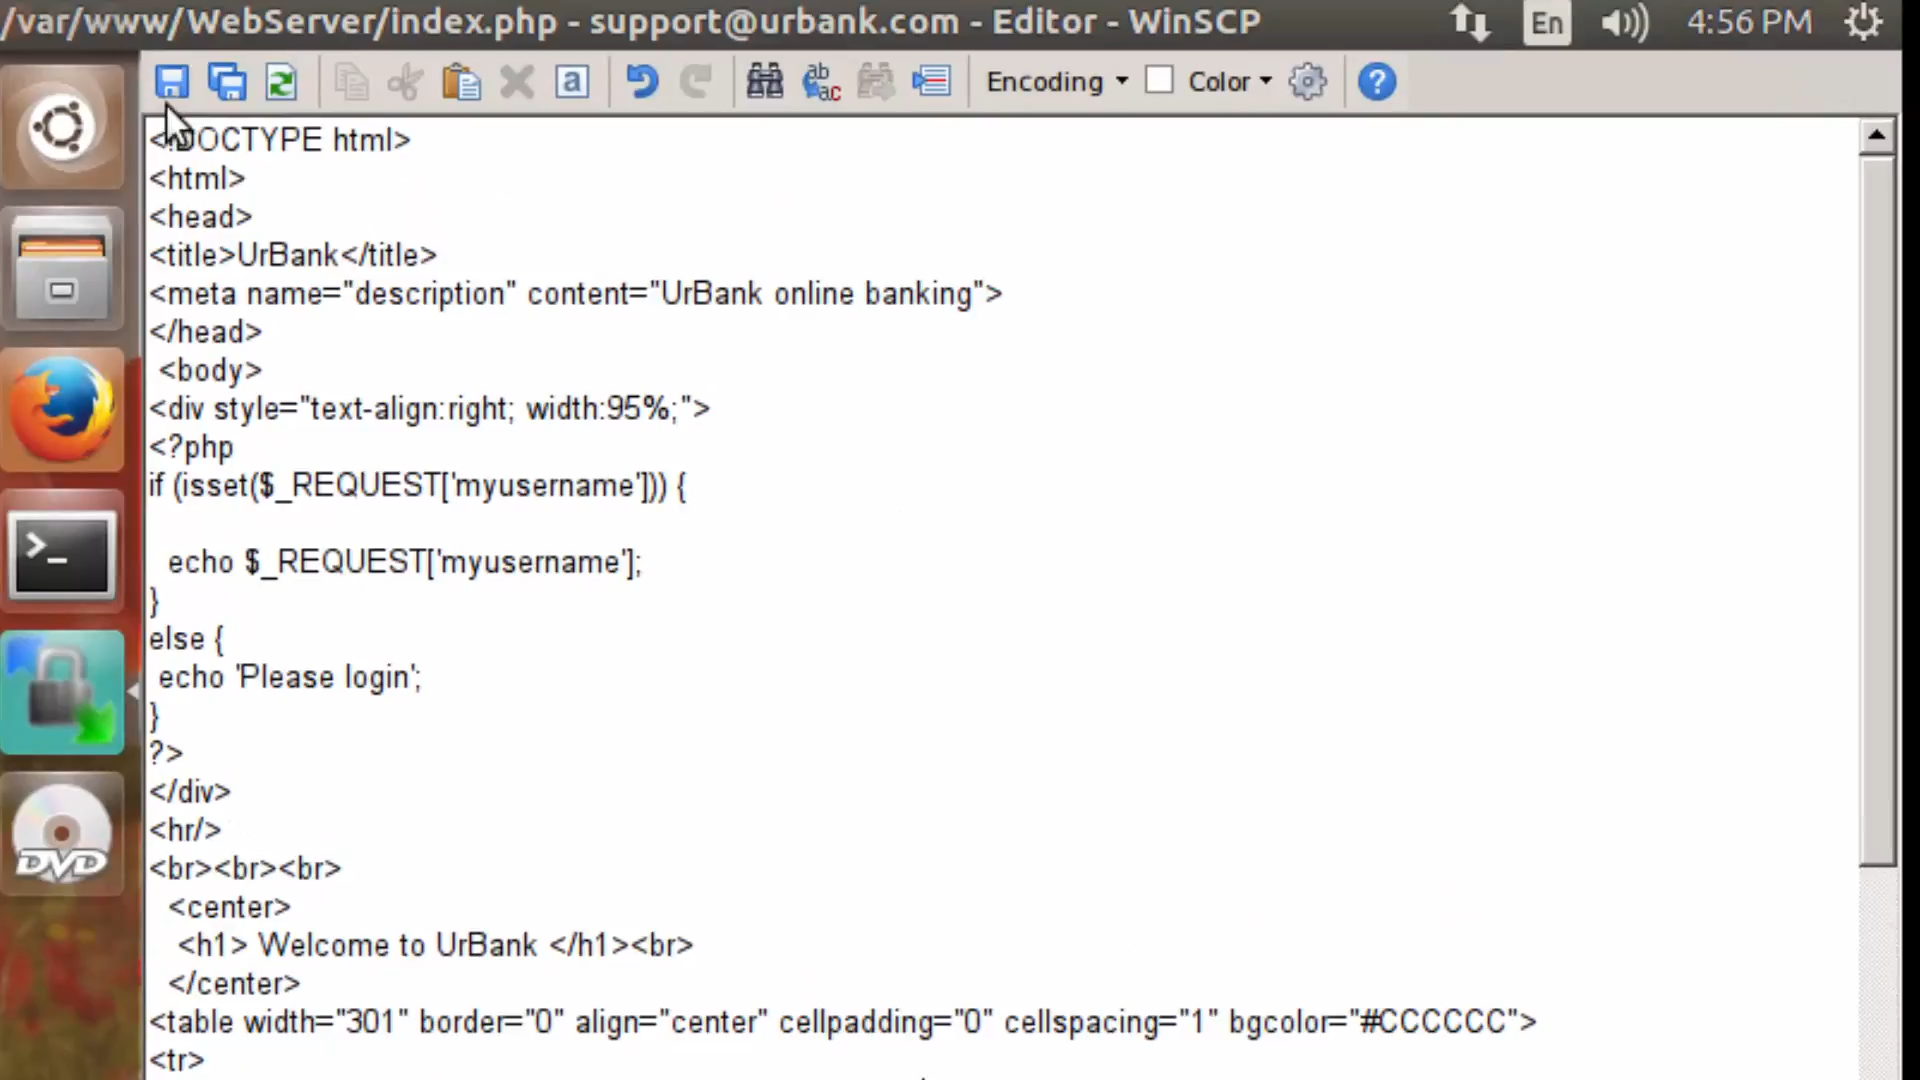 /var/www/WebServer/index.php - support@urbank.com - Editor - WinSCP
En
4:56 PM
a
ab
ac
Encoding
Color
?
<!DOCTYPE html>
<html>
<head>
<title>UrBank</title>
<meta name="description" content="UrBank online banking">
</head>
<body>
<div style="text-align:right; width:95%;">
<?php
if (isset($_REQUEST['myusername'])) {
echo $_REQUEST['myusername'];
}
else {
echo 'Please login';
}
?>
</div>
<hr/>
<br><br><br>
<center>
<h1> Welcome to UrBank </h1><br>
</center>
<table width="301" border="0" align="center" cellpadding="0" cellspacing="1" bgcolor="#CCCCCC">
<tr>
>_
DVD